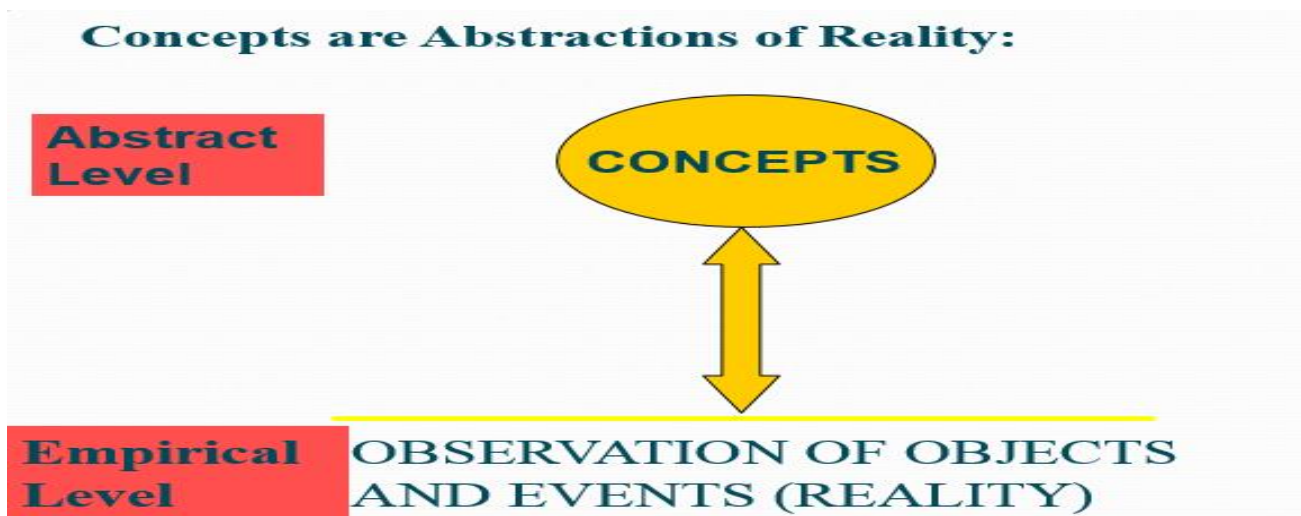 Concepts are Abstractions of Reality:
Abstract
Level
CONCEPTS
Empirical
Level
OBSERVATION OF OBJECTS
AND EVENTS (REALITY)